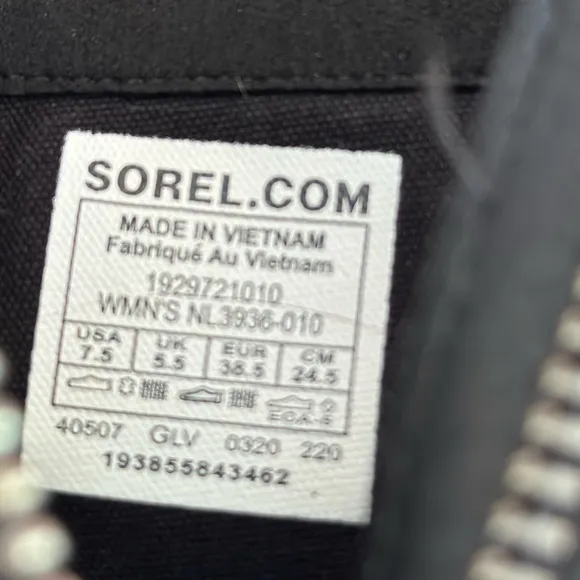 SOREL.COM
MADE IN VIETNAM
Fabriqué Au Vietnam
1929721010
WMN'S NL3936-010
USA UK EUR CM
7.5 5.5 38.5 24.5
ECA-S
40507 GLV 0320 220
193855843462